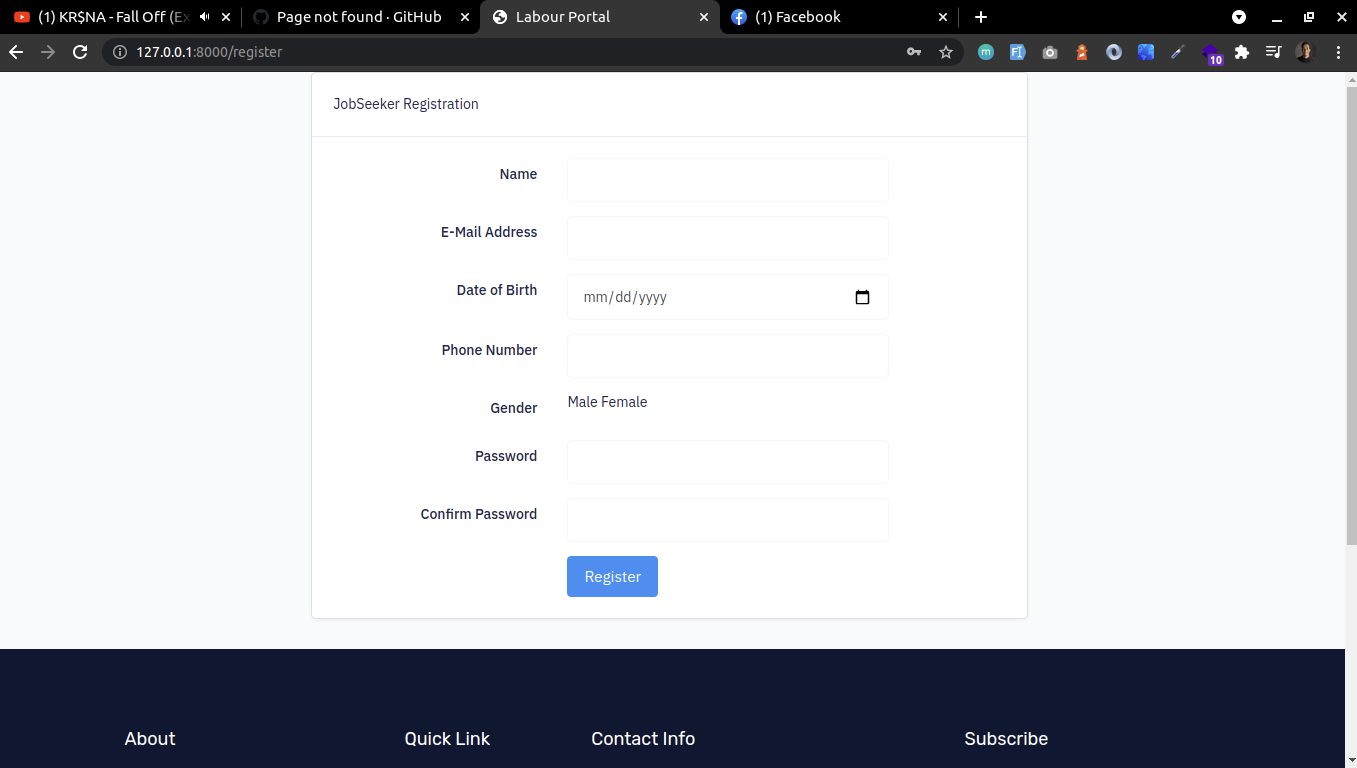 (1) KR$NA - Fall Off (Ex
Page not found · GitHub
Labour Portal
(1) Facebook
127.0.0.1:8000/register
m
F
10
JobSeeker Registration
Name
E-Mail Address
Date of Birth
mm/dd/yyyy
Phone Number
Gender
Male Female
Password
Confirm Password
Register
About
Quick Link
Contact Info
Subscribe